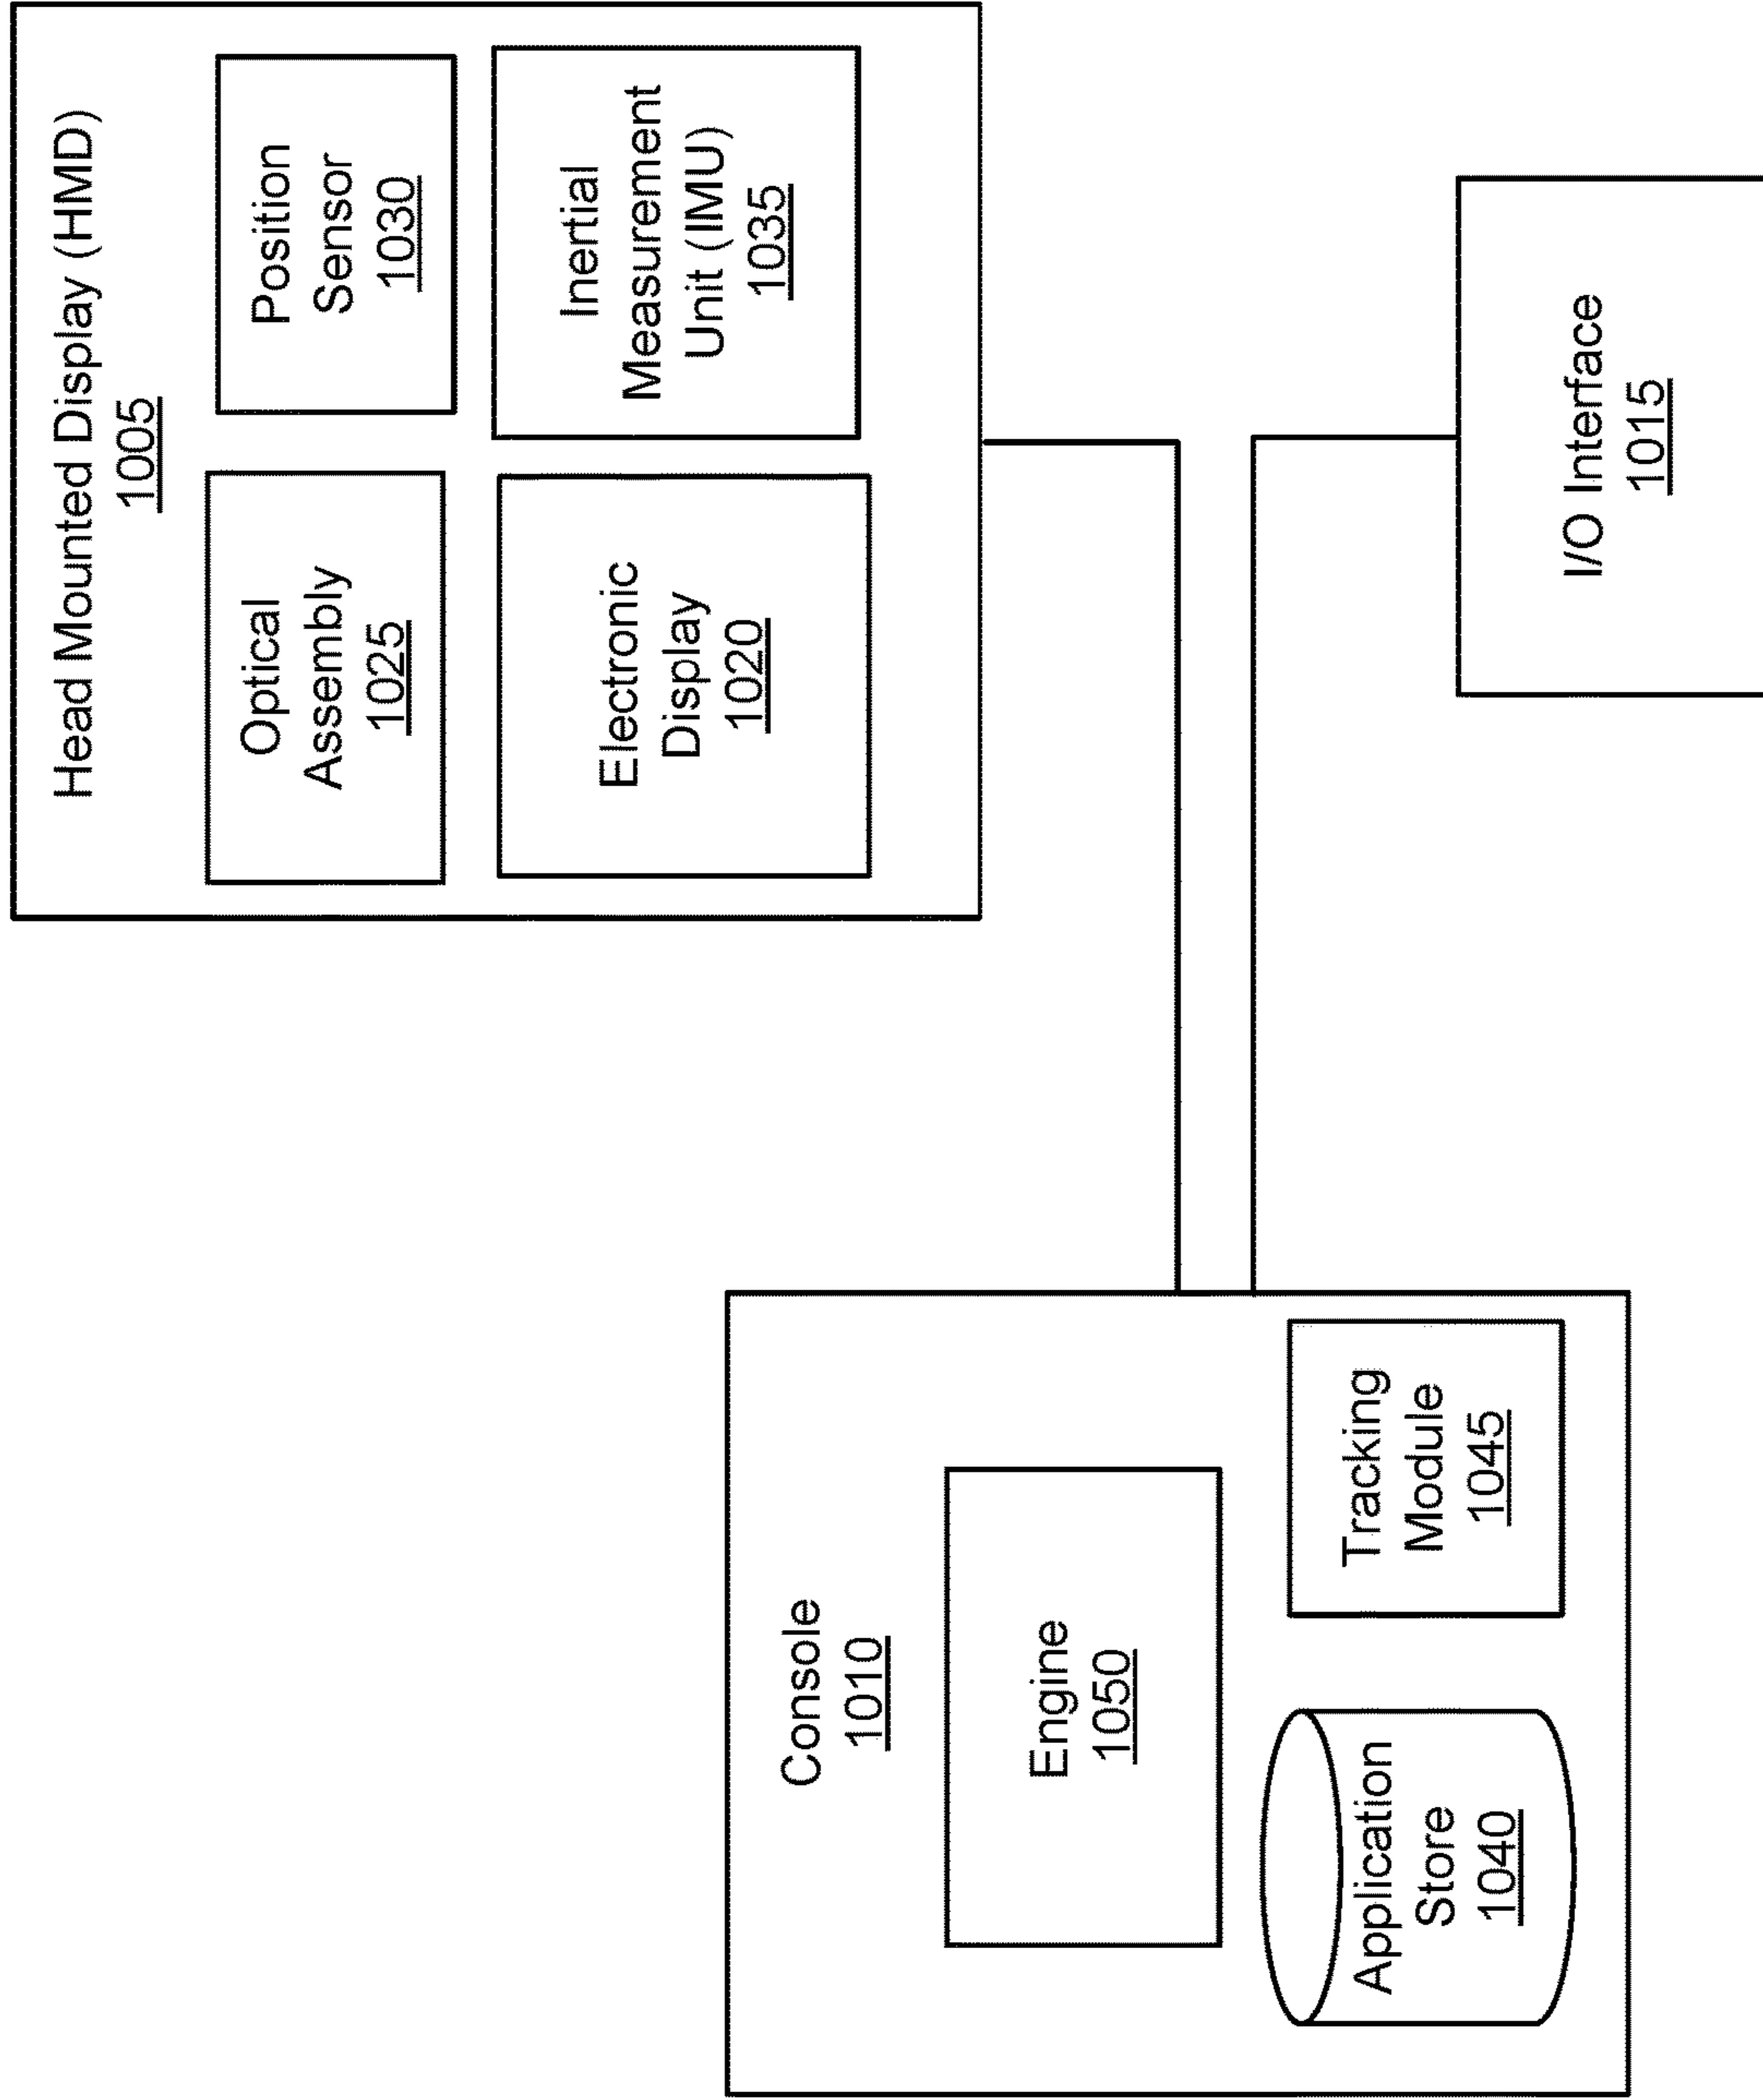 Head Mounted Display (HMD)
1005
Optical
Assembly
1025
Position
Sensor
1030
Electronic
Display
1020
Inertial
Measurement
Unit (IMU)
1035
Console
1010
Engine
1050
Application
Store
1040
Tracking
Module
1045
I/O Interface
1015